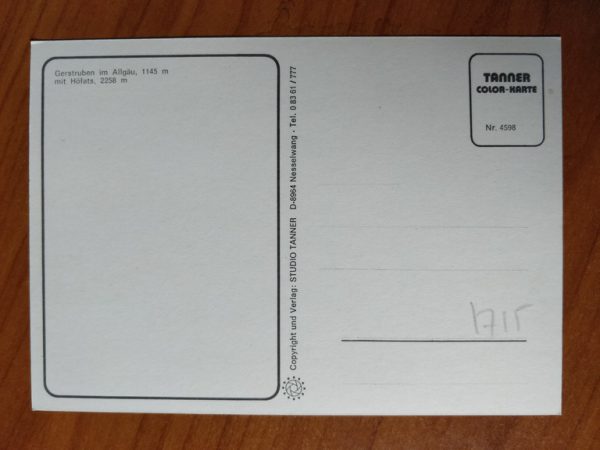 Gerstruben im Allgäu, 1145 m
mit Höfats, 2258 m
Copyright und Verlag: STUDIO TANNER D-8964 Nesselwang · Tel. 0 83 61 / 777
TANNER
COLOR-KARTE
Nr. 4598
1715